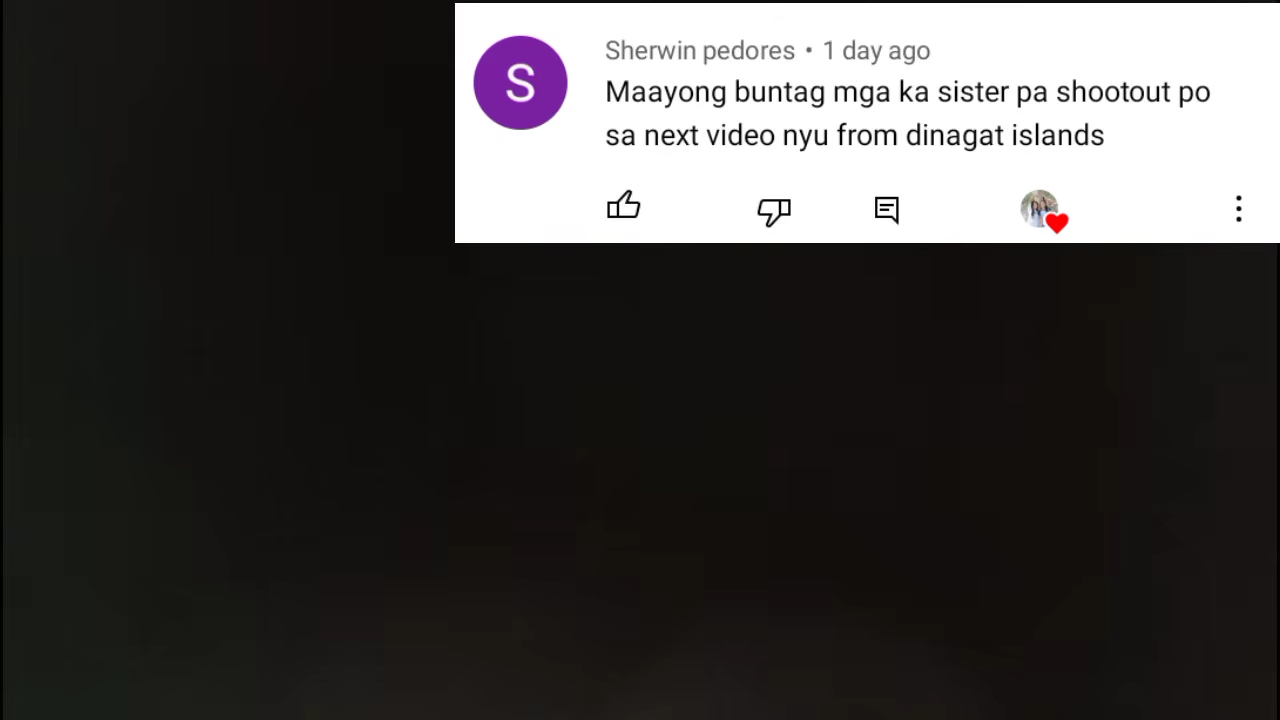 S
Sherwin pedores • 1 day ago
Maayong buntag mga ka sister pa shootout po
sa next video nyu from dinagat islands